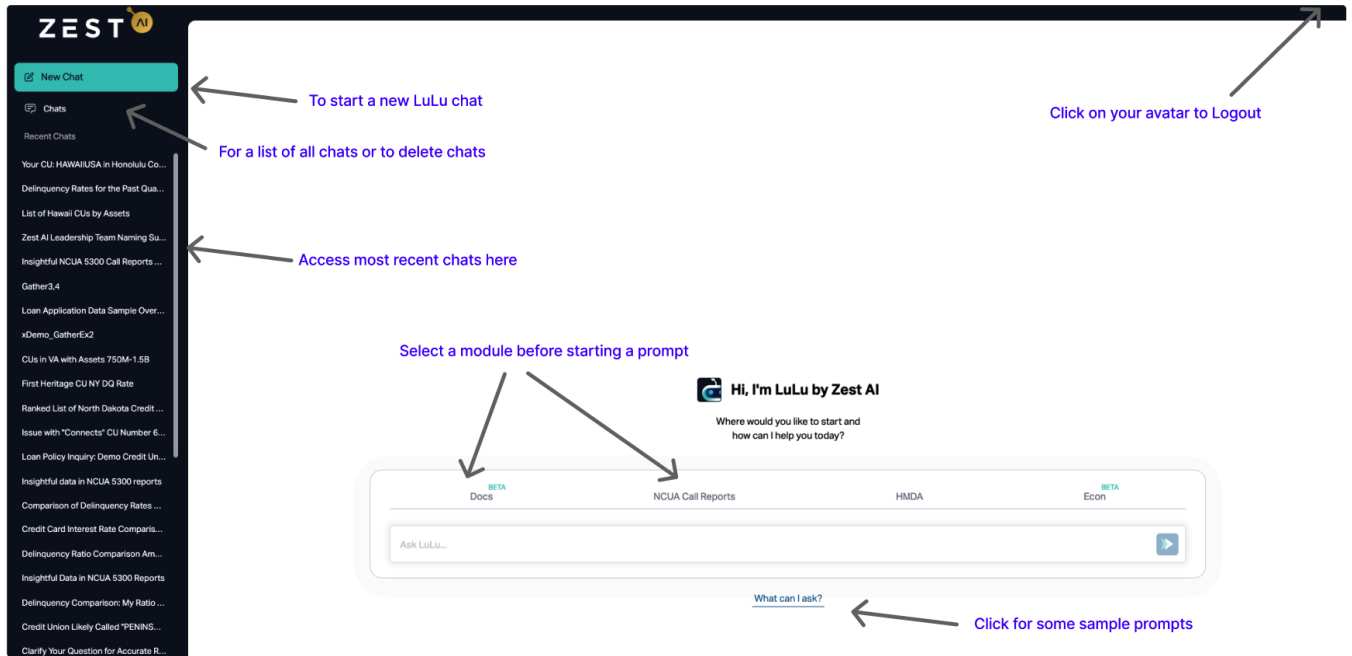 ZEST AI
New Chat
To start a new LuLu chat
Click on your avatar to Logout
Chats
Recent Chats
For a list of all chats or to delete chats
Your CU: HAWAIIUSA in Honolulu Co...
Delinquency Rates for the Past Qua...
List of Hawaii CUs by Assets
Zest AI Leadership Team Naming Su...
Access most recent chats here
Insightful NCUA 5300 Call Reports ...
Gather3,4
Loan Application Data Sample Over...
xDemo_GatherEx2
CUs in VA with Assets 750M-1.5B
First Heritage CU NY DQ Rate
Ranked List of North Dakota Credit ...
Issue with "Connects" CU Number 6...
Loan Policy Inquiry: Demo Credit Un...
Insightful data in NCUA 5300 reports
Comparison of Delinquency Rates ...
Credit Card Interest Rate Comparis...
Delinquency Ratio Comparison Am...
Insightful Data in NCUA 5300 Reports
Delinquency Comparison: My Ratio ...
Credit Union Likely Called "PENINS...
Clarify Your Question for Accurate R...
Select a module before starting a prompt
Hi, I'm LuLu by Zest AI
Where would you like to start and
how can I help you today?
BETA
Docs
NCUA Call Reports
HMDA
BETA
Econ
Ask LuLu...
What can I ask?
Click for some sample prompts